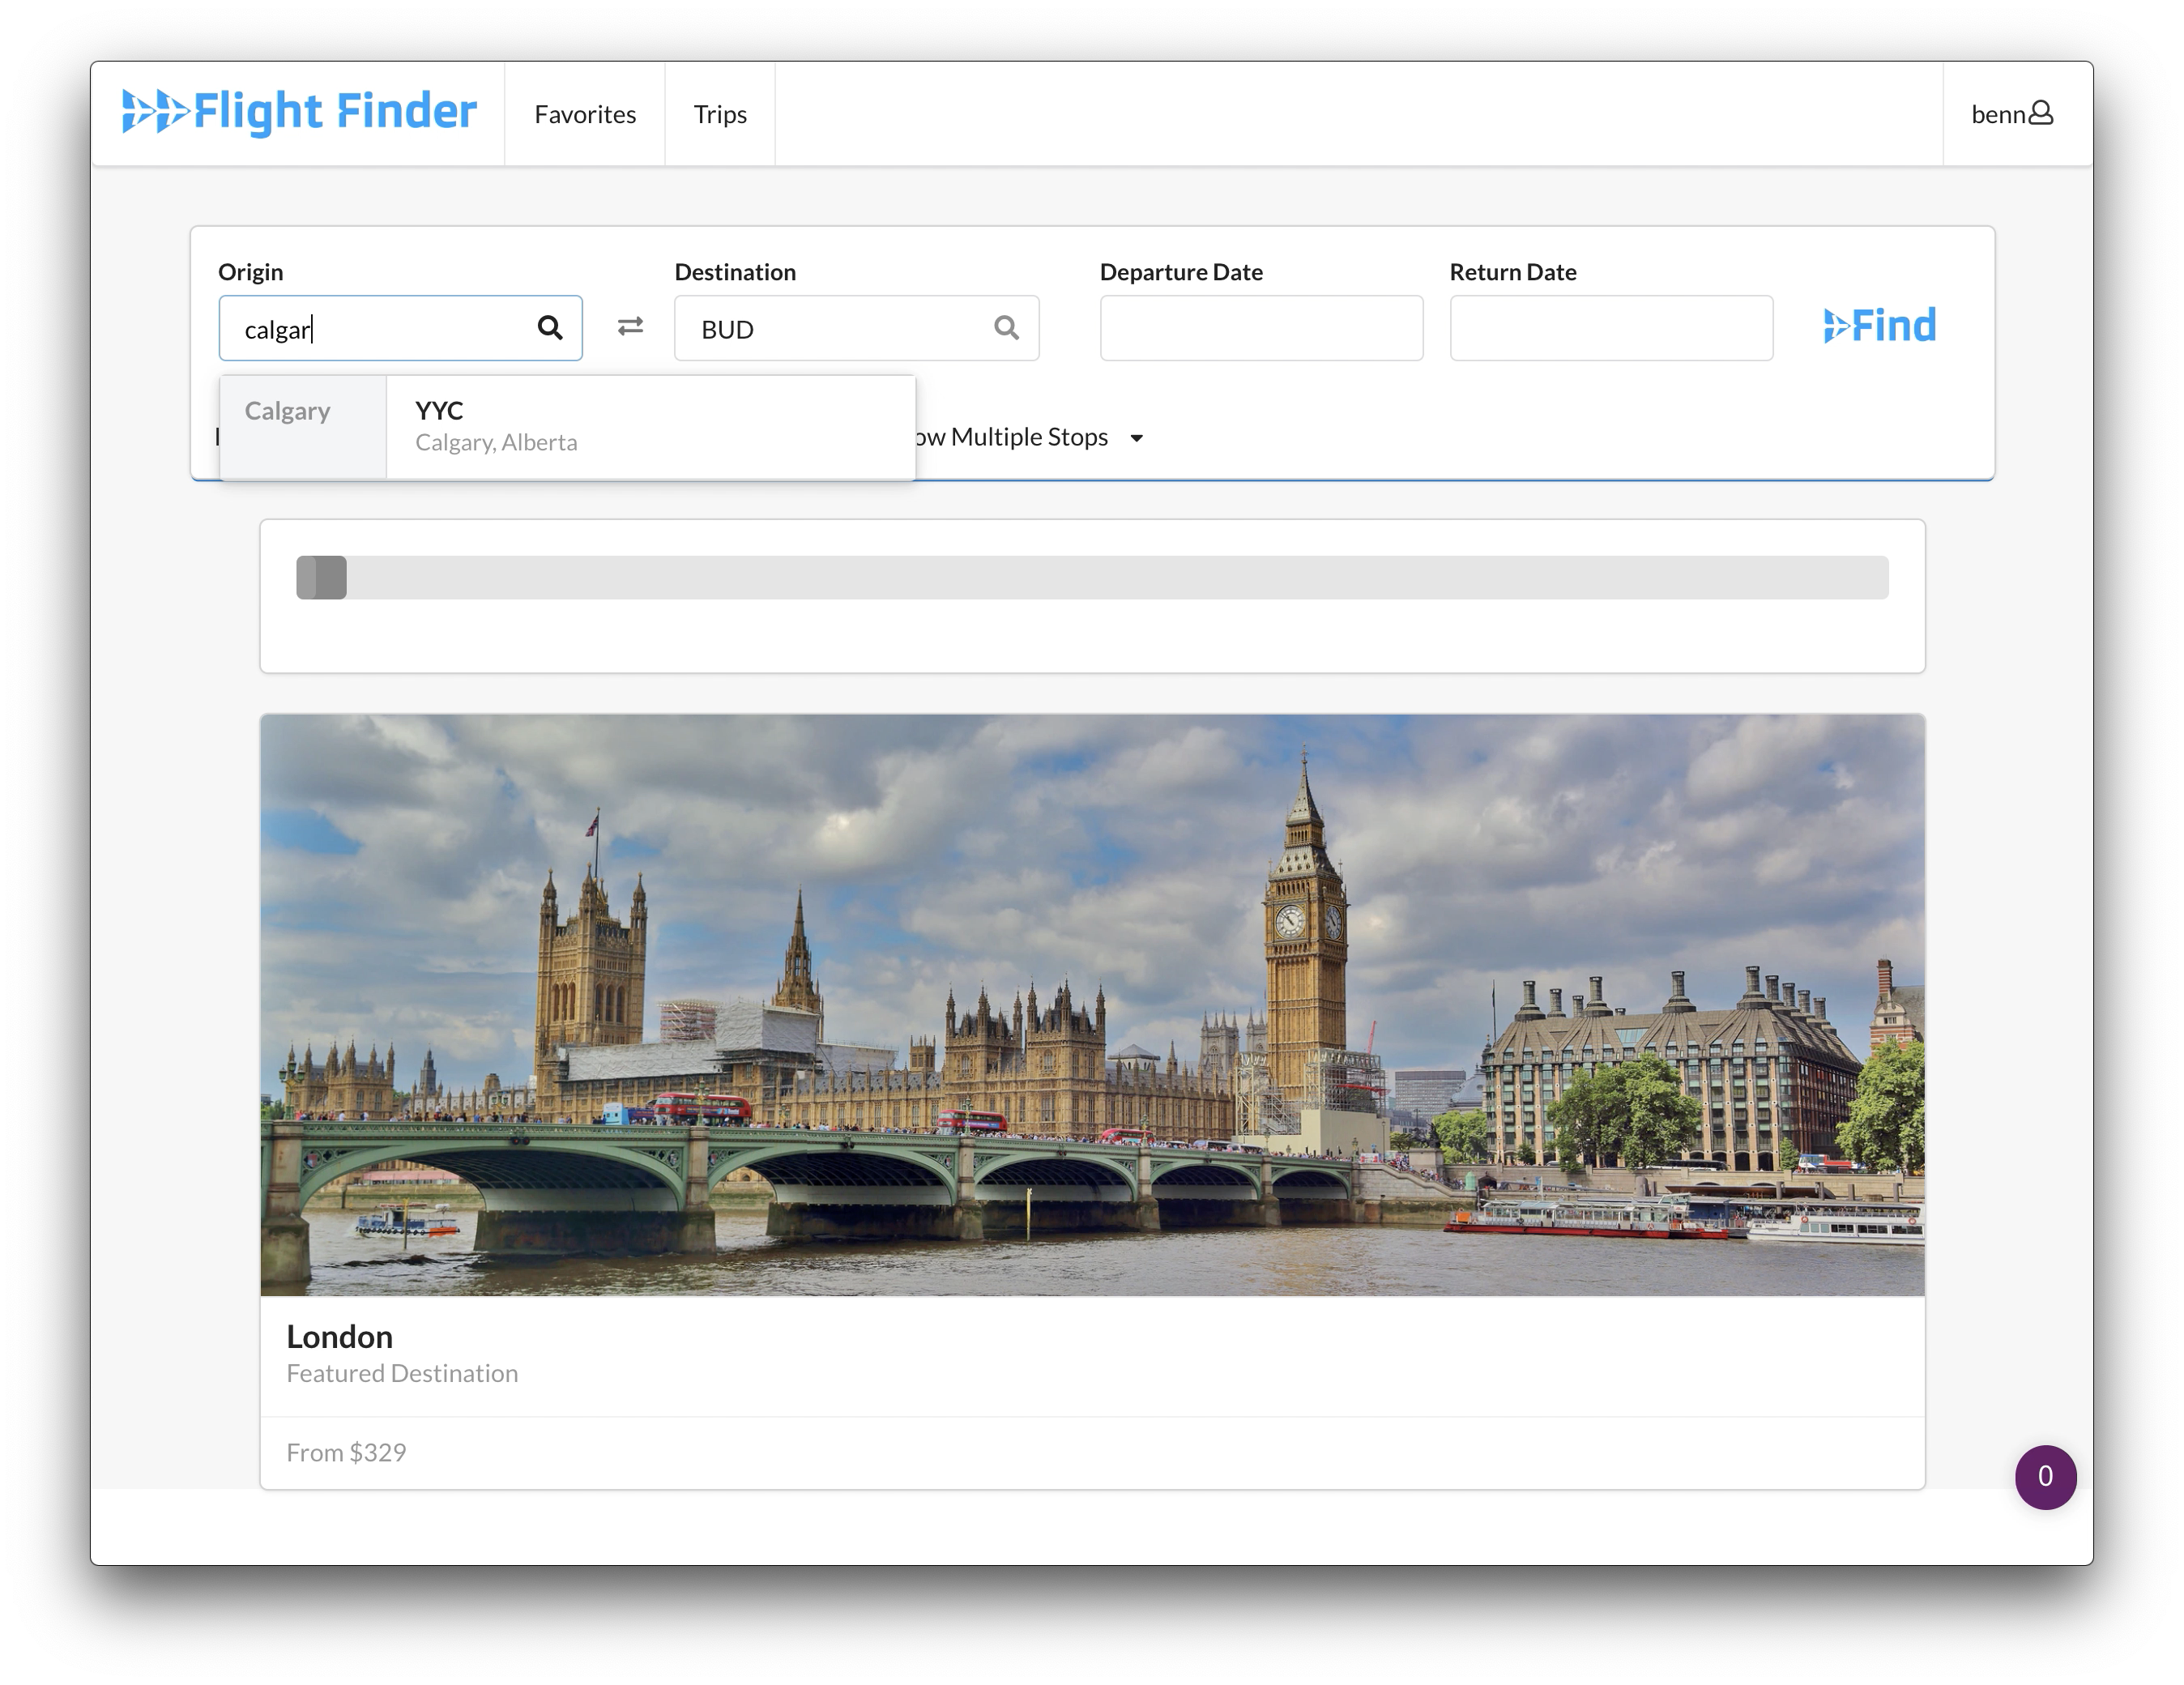 Flight Finder
Favorites
Trips
benn
Origin
Destination
Departure Date
Return Date
calgar
BUD
Find
Calgary
YYC
Calgary, Alberta
ow Multiple Stops
London
Featured Destination
From $329
0